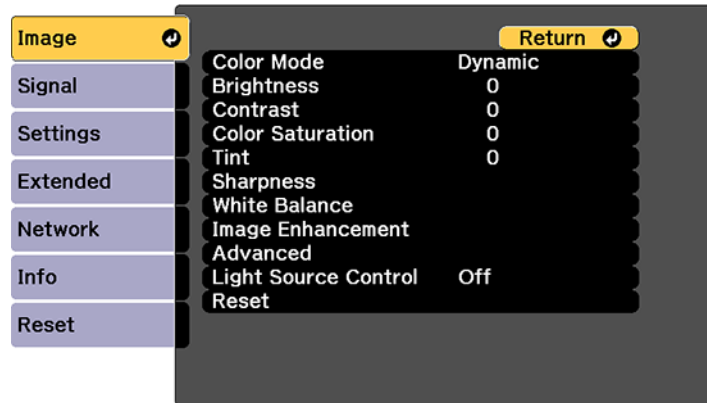 Image
Signal
Settings
Extended
Network
Info
Reset
Return
Color Mode Dynamic
Brightness 0
Contrast 0
Color Saturation 0
Tint 0
Sharpness
White Balance
Image Enhancement
Advanced
Light Source Control Off
Reset